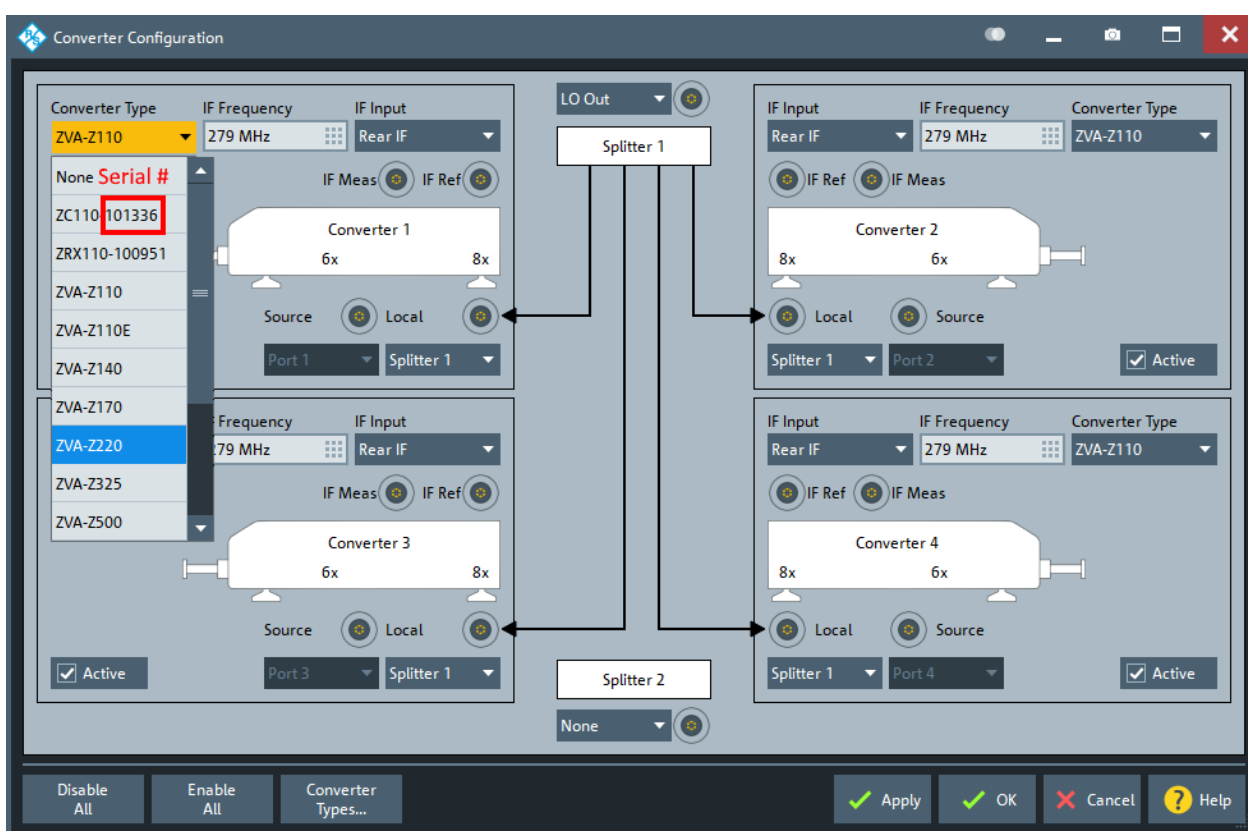 Converter Configuration
Converter Type IF Frequency IF Input
ZVA-Z110 279 MHz Rear IF
None Serial #
ZC110-101336
ZRX110-100951
ZVA-Z110
ZVA-Z110E
ZVA-Z140
ZVA-Z170
ZVA-Z220
ZVA-Z325
ZVA-Z500
IF Meas IF Ref
Converter 1
6x 8x
Source Local
Port 1 Splitter 1
LO Out
Splitter 1
IF Input IF Frequency Converter Type
Rear IF 279 MHz ZVA-Z110
IF Ref IF Meas
Converter 2
8x 6x
Local Source
Splitter 1 Port 2 Active
Frequency IF Input
79 MHz Rear IF
IF Meas IF Ref
Converter 3
6x 8x
Source Local
Active Port 3 Splitter 1
Splitter 2
None
IF Input IF Frequency Converter Type
Rear IF 279 MHz ZVA-Z110
IF Ref IF Meas
Converter 4
8x 6x
Local Source
Splitter 1 Port 4 Active
Disable All
Enable All
Converter Types...
Apply OK Cancel ? Help